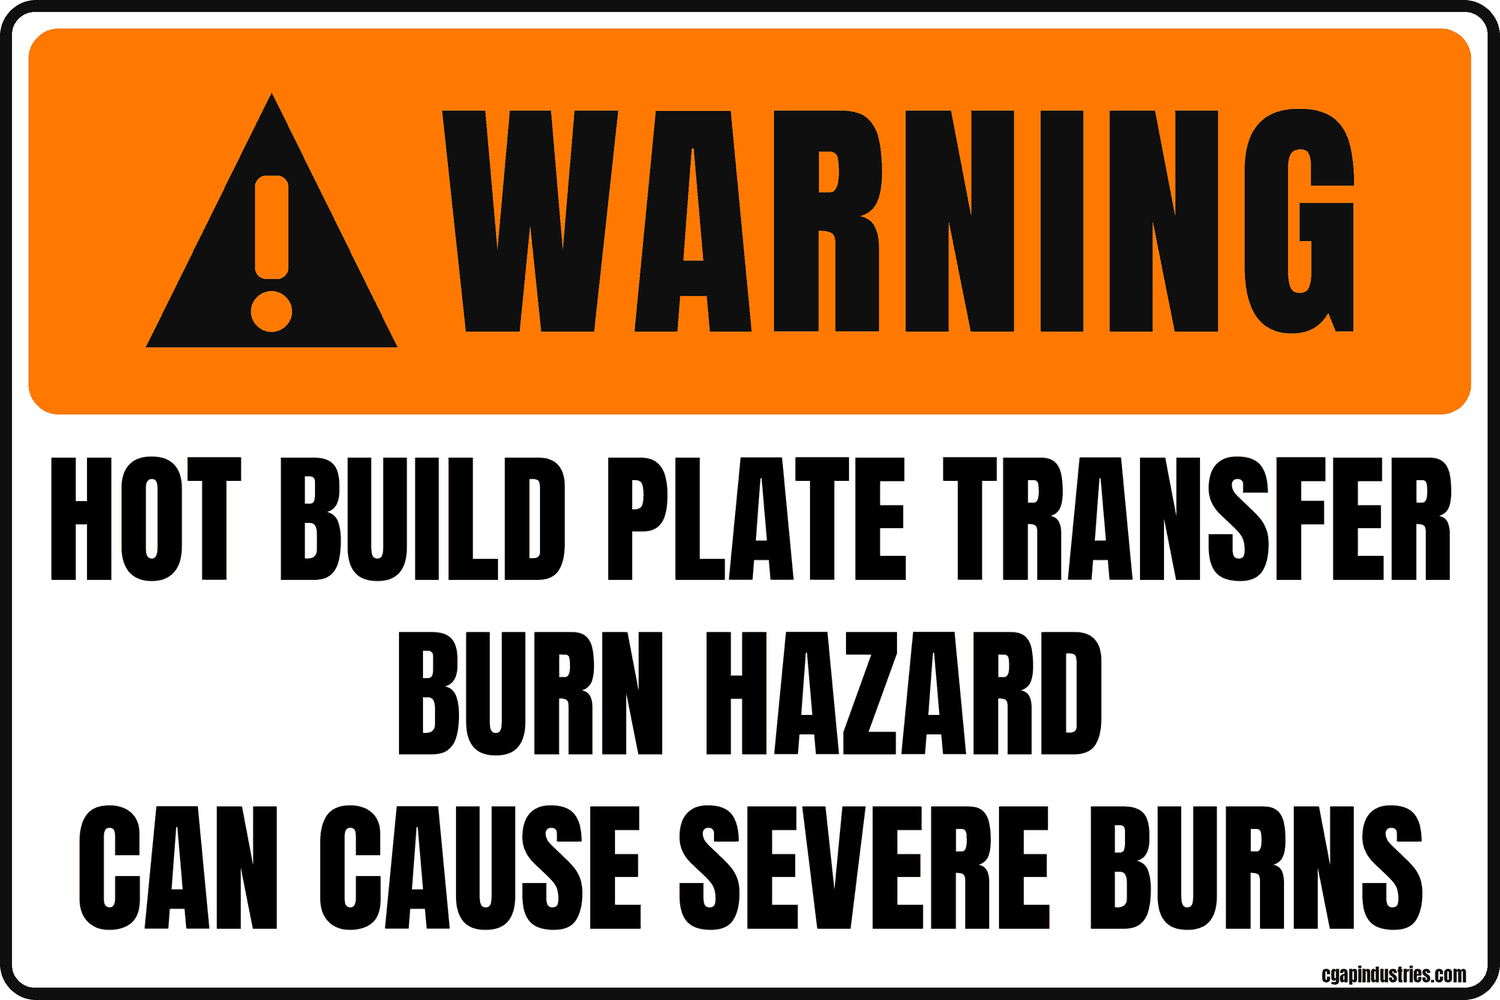 WARNING
HOT BUILD PLATE TRANSFER
BURN HAZARD
CAN CAUSE SEVERE BURNS
cgapindustries.com